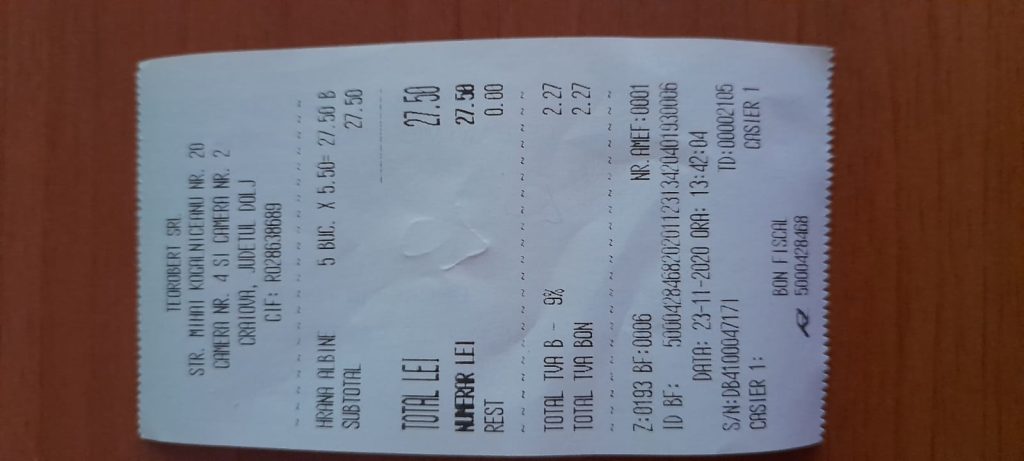 TEOROBERT SRL
STR. MIHAI KOGALNICEANU NR. 20
CAMERA NR. 4 SI CAMERA NR. 2
CRAIOVA, JUDETUL DOLJ
CIF: RO28638689
HRANA ALBINE 5 BUC. X 5.50= 27.50 B
SUBTOTAL 27.50
TOTAL LEI 27.50
NUMERAR LEI 27.50
REST 0.00
TOTAL TVA B - 9% 2.27
TOTAL TVA BON 2.27
Z:0193 BF:0006 NR.AMEF:0001
ID BF: 50004284682020112313420401930006
DATA: 23-11-2020 ORA: 13:42:04
S/N:DB4100047171 TD:00002105
CASIER 1: CASIER 1
BON FISCAL
5000428468